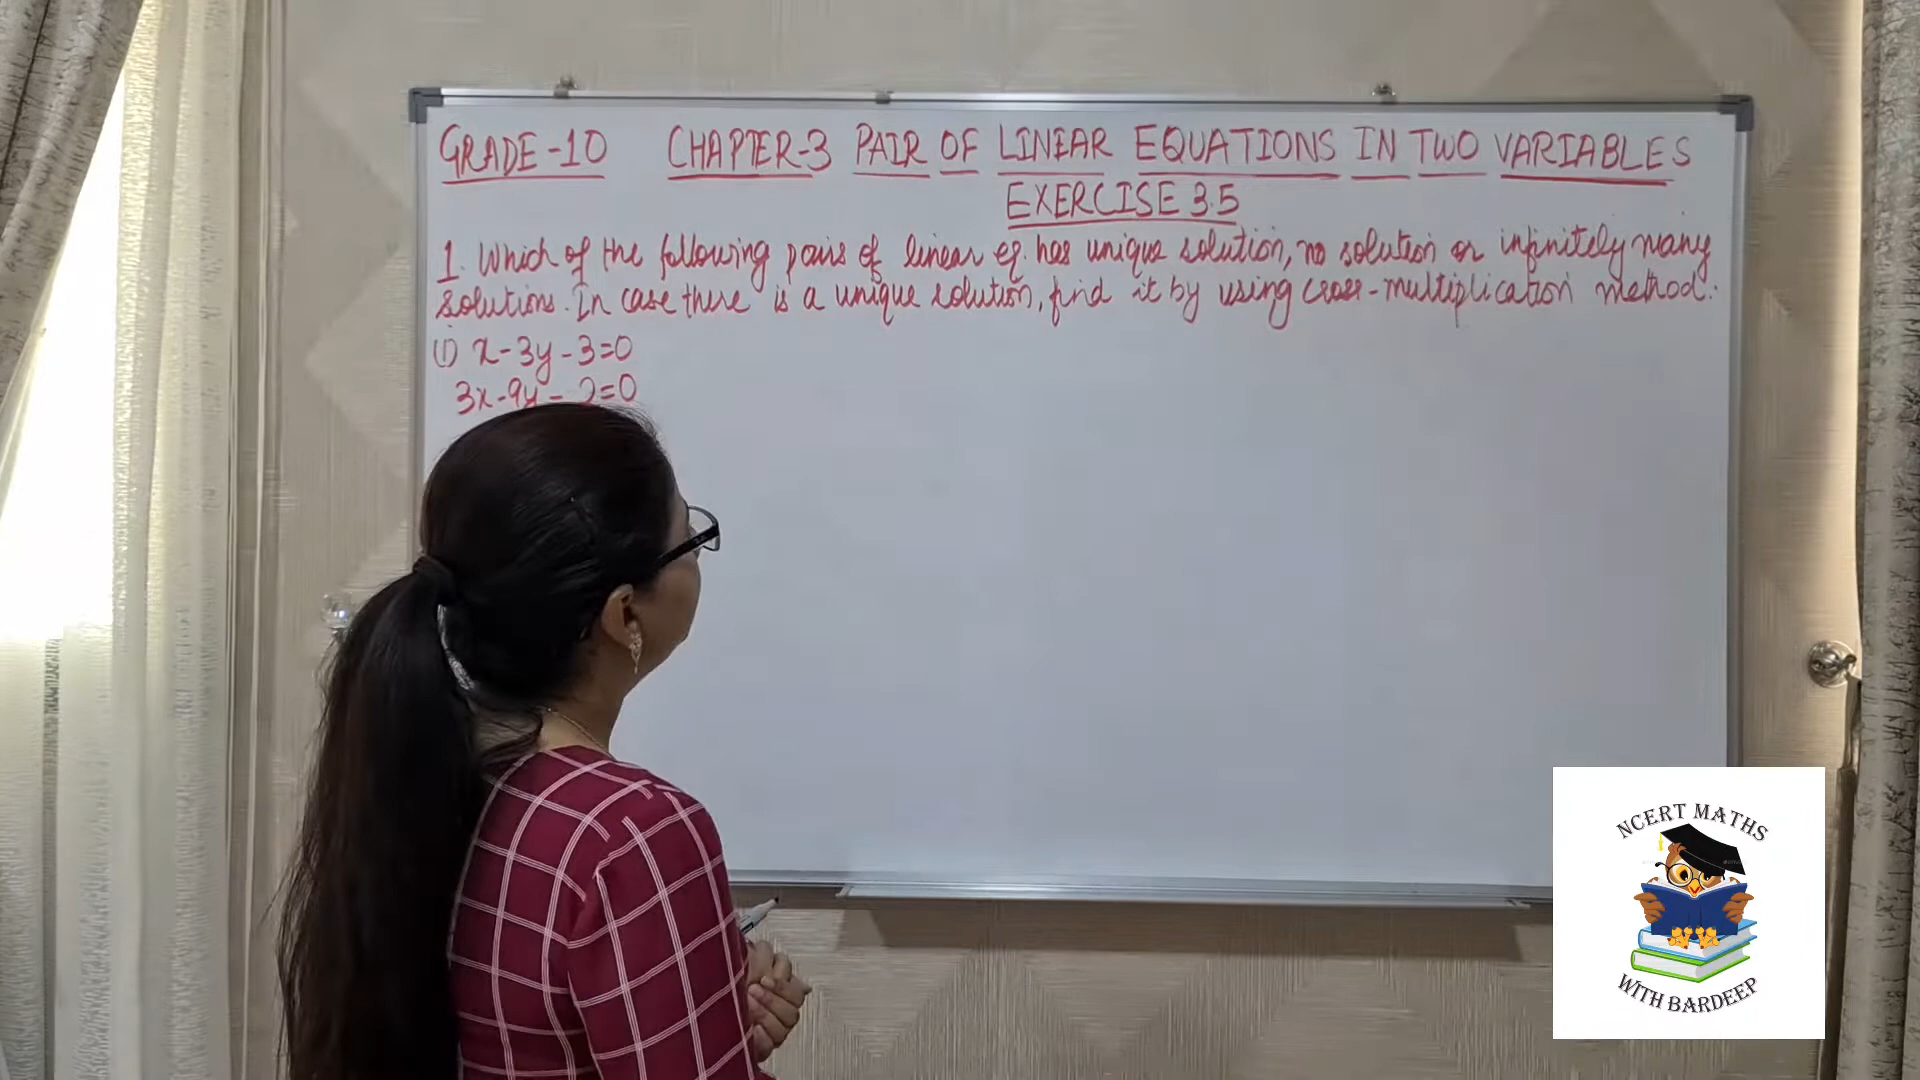 GRADE-10 CHAPTER-3 PAIR OF LINEAR EQUATIONS IN TWO VARIABLES
EXERCISE 3.5
1. Which of the following pairs of linear eq. has unique solution, no solution or infinitely many
solutions. In case there is a unique solution, find it by using cross-multiplication method.
(i) x-3y-3=0
3x-9y-2=0
NCERT MATHS
WITH BARDEEP